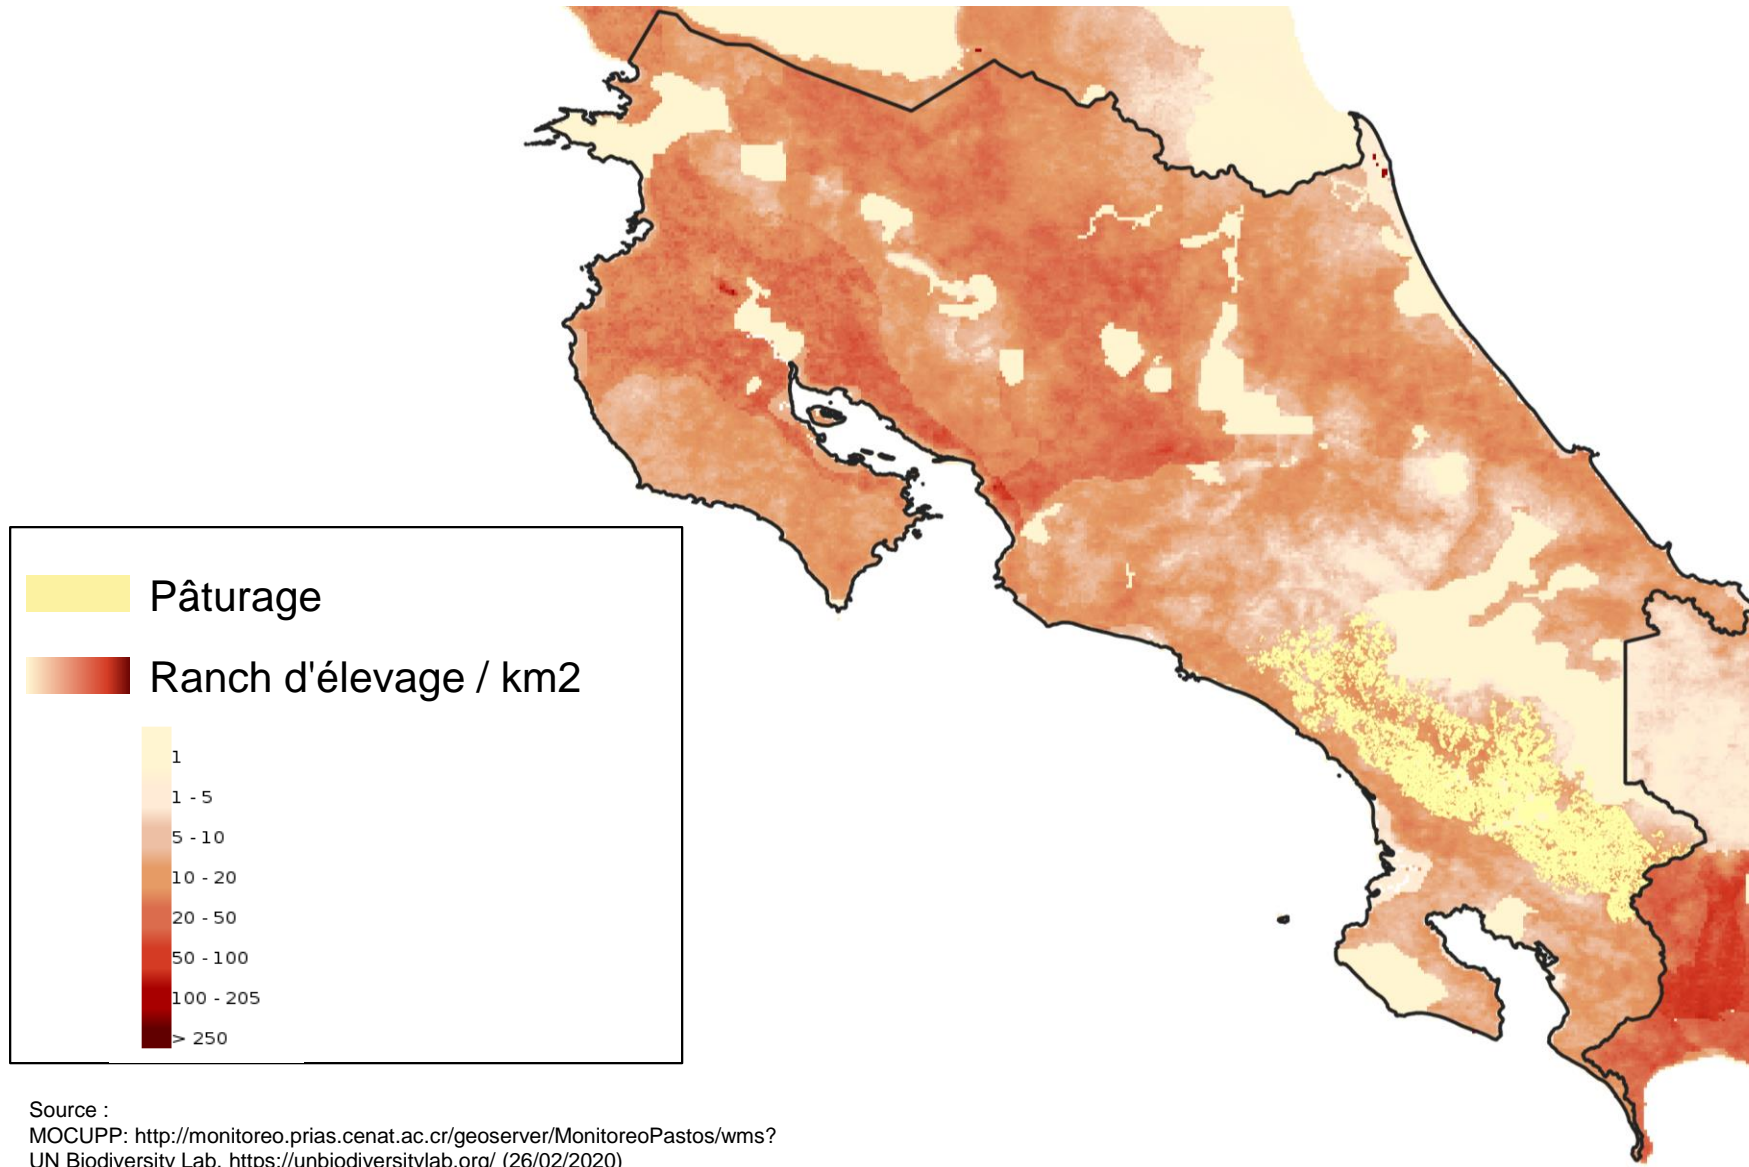 Pâturage
Ranch d'élevage / km2
1
1 - 5
5 - 10
10 - 20
20 - 50
50 - 100
100 - 205
> 250
Source :
MOCUPP: http://monitoreo.prias.cenat.ac.cr/geoserver/MonitoreoPastos/wms?
UN Biodiversity Lab. https://unbiodiversitylab.org/ (26/02/2020)